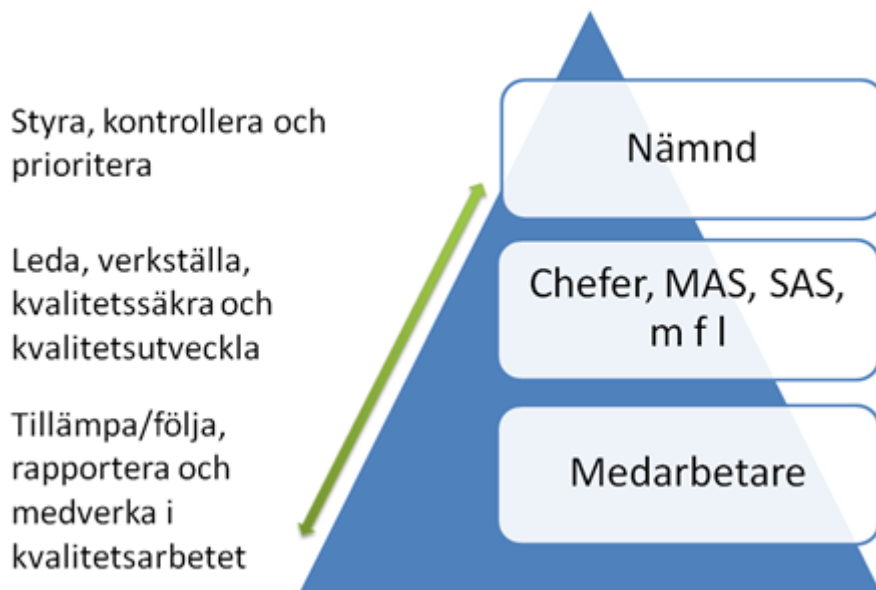 Styra, kontrollera och
prioritera
Nämnd
Leda, verkställa,
kvalitetssäkra och
kvalitetsutveckla
Chefer, MAS, SAS,
m f l
Tillämpa/följa,
rapportera och
medverka i
kvalitetsarbetet
Medarbetare